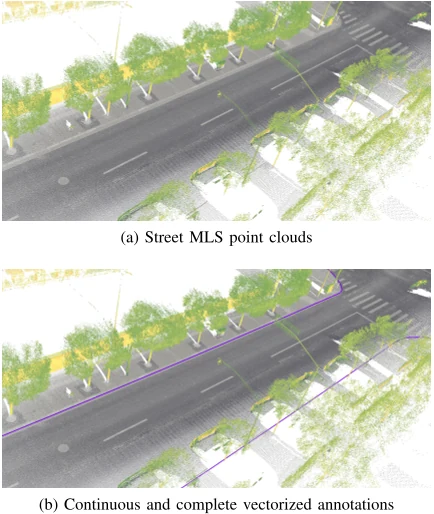 (a) Street MLS point clouds
(b) Continuous and complete vectorized annotations